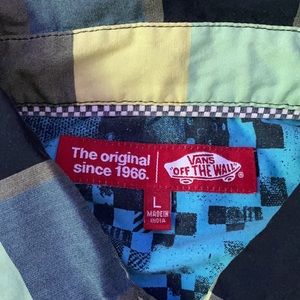 The original
since 1966.
VANS
"OFF THE WALL"
®
L
MADE IN
INDIA